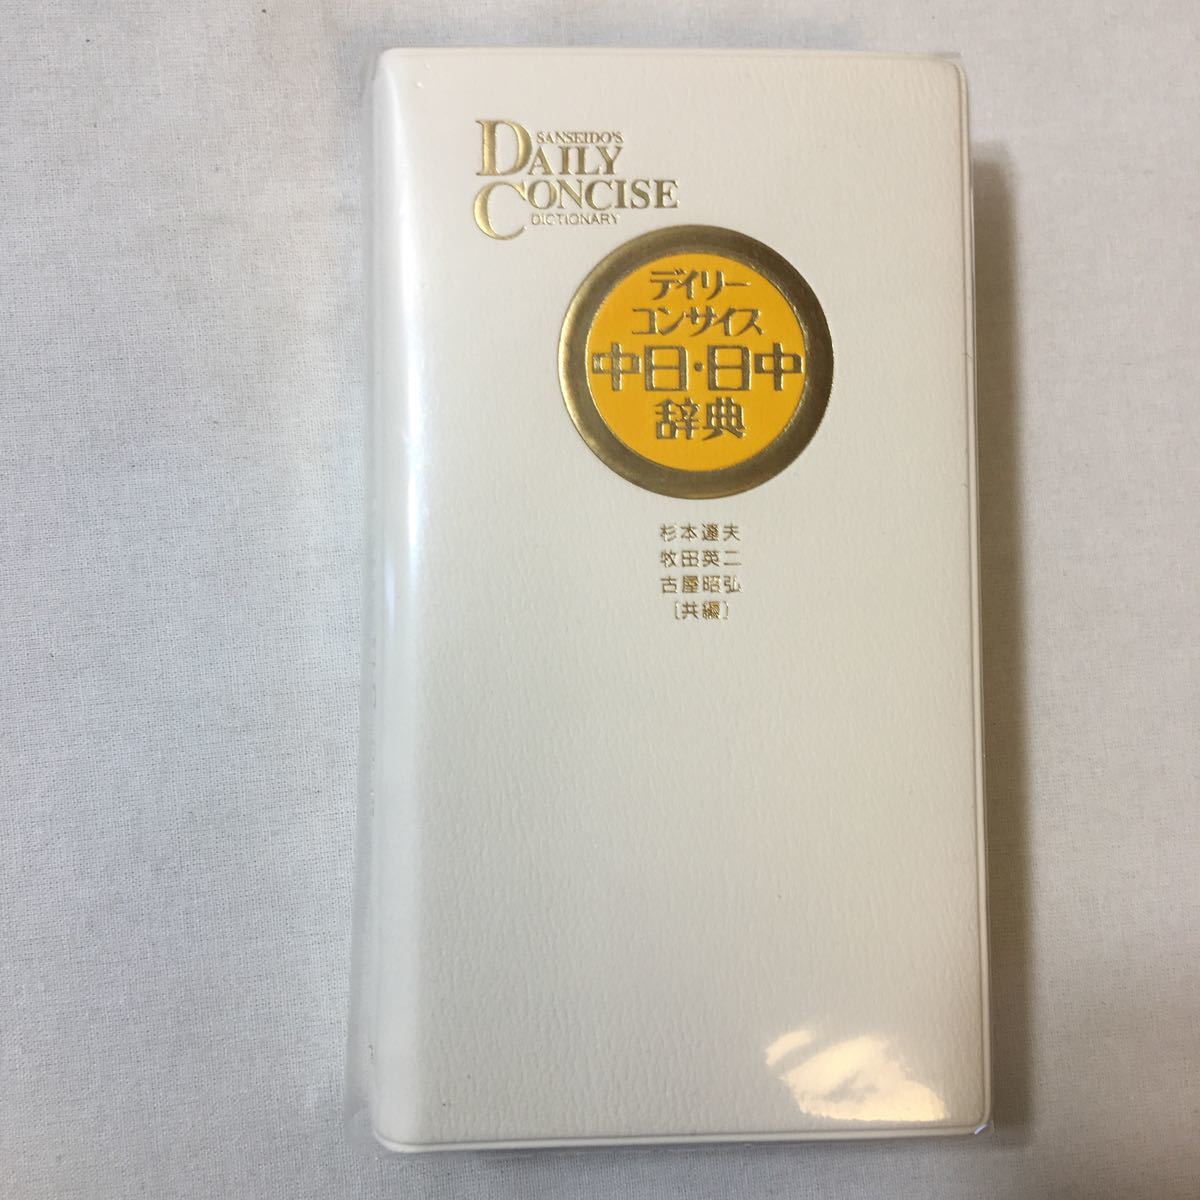 SANSEIDO'S
DAILY
CONCISE
DICTIONARY
デイリー
コンサイス
中日・日中
辞典
杉本達夫
牧田英二
古屋昭弘
[共編]